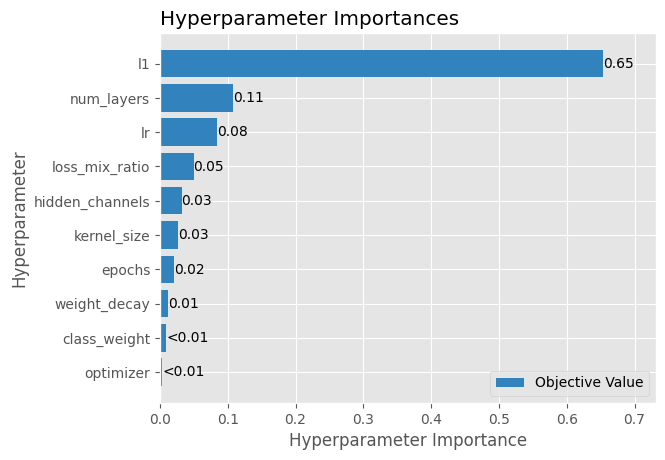 Hyperparameter Importances
Hyperparameter
l1
0.65
num_layers
0.11
lr
0.08
loss_mix_ratio
0.05
hidden_channels
0.03
kernel_size
0.03
epochs
0.02
weight_decay
0.01
class_weight
<0.01
optimizer
<0.01
Objective Value
0.0 0.1 0.2 0.3 0.4 0.5 0.6 0.7
Hyperparameter Importance